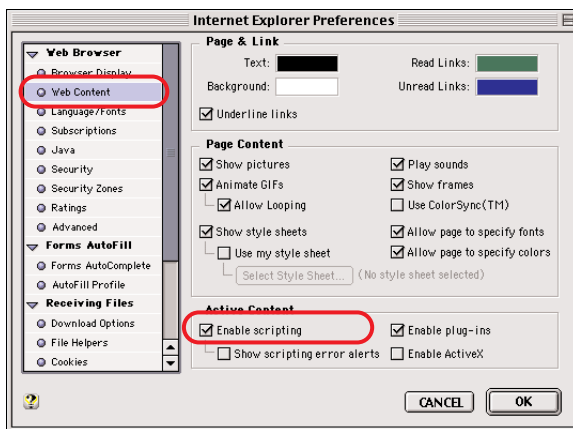 Internet Explorer Preferences
Web Browser
Browser Display
Web Content
Language/Fonts
Subscriptions
Java
Security
Security Zones
Ratings
Advanced
Forms AutoFill
Forms AutoComplete
AutoFill Profile
Receiving Files
Download Options
File Helpers
Cookies
Page & Link
Text:
Read Links:
Background:
Unread Links:
Underline links
Page Content
Show pictures
Play sounds
Animate GIFs
Show frames
Allow Looping
Use ColorSync(TM)
Show style sheets
Allow page to specify fonts
Use my style sheet
Allow page to specify colors
Select Style Sheet...
(No style sheet selected)
Active Content
Enable scripting
Enable plug-ins
Show scripting error alerts
Enable ActiveX
?
CANCEL
OK